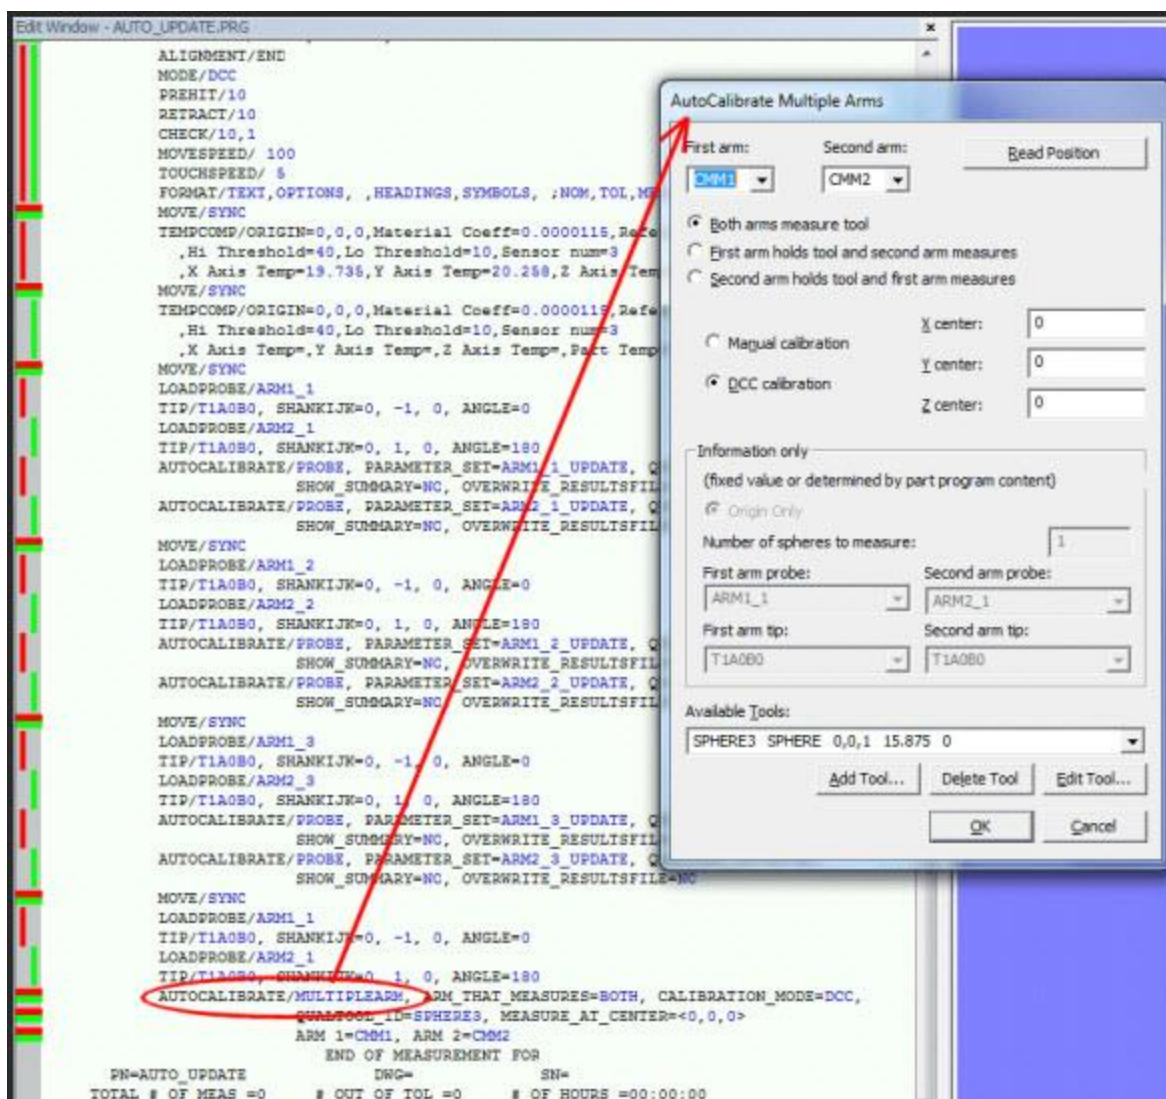 Edit Window - AUTO_UPDATE.PRG
ALIGNMENT/END
MODE/DCC
PREHIT/10
RETRACT/10
CHECK/10,1
MOVESPEED/ 100
TOUCHSPEED/ 5
FORMAT/TEXT,OPTIONS, ,HEADINGS,SYMBOLS, ;NOM,TOL,
MOVE/SYNC
TEMPCOMP/ORIGIN=0,0,0,Material Coeff=0.0000115,Refe
,Hi Threshold=40,Lo Threshold=10,Sensor num=3
,X Axis Temp=19.735,Y Axis Temp=20.258,Z Axis Tem
MOVE/SYNC
TEMPCOMP/ORIGIN=0,0,0,Material Coeff=0.0000115,Refe
,Hi Threshold=40,Lo Threshold=10,Sensor num=3
,X Axis Temp=,Y Axis Temp=,Z Axis Temp=,Part Temp
MOVE/SYNC
LOADPROBE/ARM1_1
TIP/T1A0B0, SHANKIJK=0, -1, 0, ANGLE=0
LOADPROBE/ARM2_1
TIP/T1A0B0, SHANKIJK=0, 1, 0, ANGLE=180
AUTOCALIBRATE/PROBE, PARAMETER_SET=ARM1_1_UPDATE, Q
SHOW_SUMMARY=NO, OVERWRITE_RESULTSFIL
AUTOCALIBRATE/PROBE, PARAMETER_SET=ARM2_1_UPDATE, Q
SHOW_SUMMARY=NO, OVERWRITE_RESULTSFIL
MOVE/SYNC
LOADPROBE/ARM1_2
TIP/T1A0B0, SHANKIJK=0, -1, 0, ANGLE=0
LOADPROBE/ARM2_2
TIP/T1A0B0, SHANKIJK=0, 1, 0, ANGLE=180
AUTOCALIBRATE/PROBE, PARAMETER_SET=ARM1_2_UPDATE, Q
SHOW_SUMMARY=NO, OVERWRITE_RESULTSFIL
AUTOCALIBRATE/PROBE, PARAMETER_SET=ARM2_2_UPDATE, Q
SHOW_SUMMARY=NO, OVERWRITE_RESULTSFIL
MOVE/SYNC
LOADPROBE/ARM1_3
TIP/T1A0B0, SHANKIJK=0, -1, 0, ANGLE=0
LOADPROBE/ARM2_3
TIP/T1A0B0, SHANKIJK=0, 1, 0, ANGLE=180
AUTOCALIBRATE/PROBE, PARAMETER_SET=ARM1_3_UPDATE, Q
SHOW_SUMMARY=NO, OVERWRITE_RESULTSFIL
AUTOCALIBRATE/PROBE, PARAMETER_SET=ARM2_3_UPDATE, Q
SHOW_SUMMARY=NO, OVERWRITE_RESULTSFILE=NO
MOVE/SYNC
LOADPROBE/ARM1_1
TIP/T1A0B0, SHANKIJK=0, -1, 0, ANGLE=0
LOADPROBE/ARM2_1
TIP/T1A0B0, SHANKIJK=0, 1, 0, ANGLE=180
AUTOCALIBRATE/MULTIPLEARM, ARM_THAT_MEASURES=BOTH, CALIBRATION_MODE=DCC,
QUALTOOL_ID=SPHERE3, MEASURE_AT_CENTER=<0,0,0>
ARM 1=CMM1, ARM 2=CMM2
END OF MEASUREMENT FOR
PN=AUTO_UPDATE DWG= SN=
TOTAL # OF MEAS =0 # OUT OF TOL =0 # OF HOURS =00:00:00
AutoCalibrate Multiple Arms
First arm: Second arm:
CMM1 CMM2 Read Position
Both arms measure tool
First arm holds tool and second arm measures
Second arm holds tool and first arm measures
Manual calibration
DCC calibration
X center: 0
Y center: 0
Z center: 0
Information only
(fixed value or determined by part program content)
Origin Only
Number of spheres to measure: 1
First arm probe: Second arm probe:
ARM1_1 ARM2_1
First arm tip: Second arm tip:
T1A0B0 T1A0B0
Available Tools:
SPHERE3 SPHERE 0,0,1 15.875 0
Add Tool... Delete Tool Edit Tool...
OK Cancel